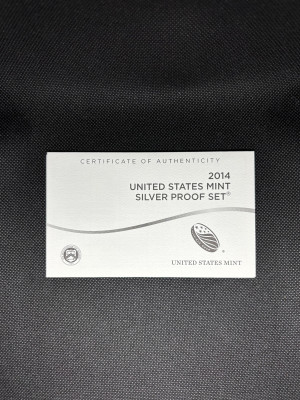 CERTIFICATE OF AUTHENTICITY
2014
UNITED STATES MINT
SILVER PROOF SET®
UNITED STATES MINT